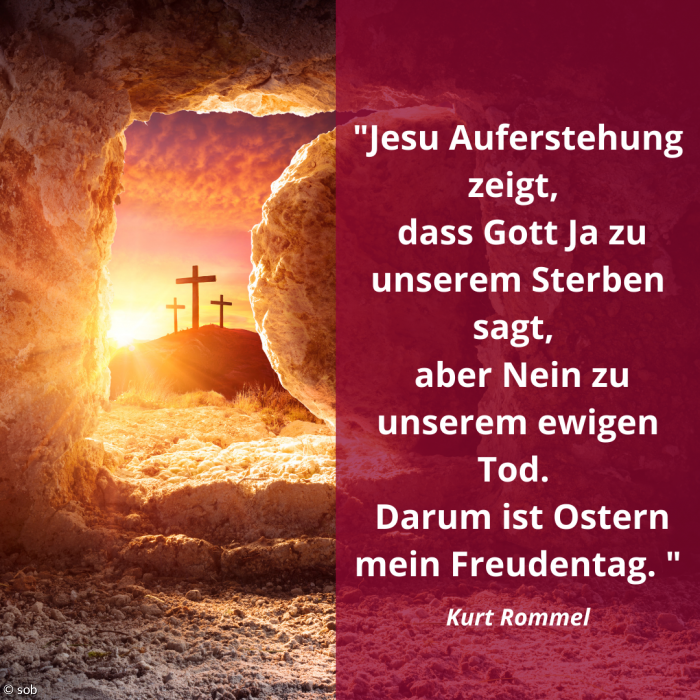 "Jesu Auferstehung
zeigt,
dass Gott Ja zu
unserem Sterben
sagt,
aber Nein zu
unserem ewigen
Tod.
Darum ist Ostern
mein Freudentag. "
Kurt Rommel
© sob